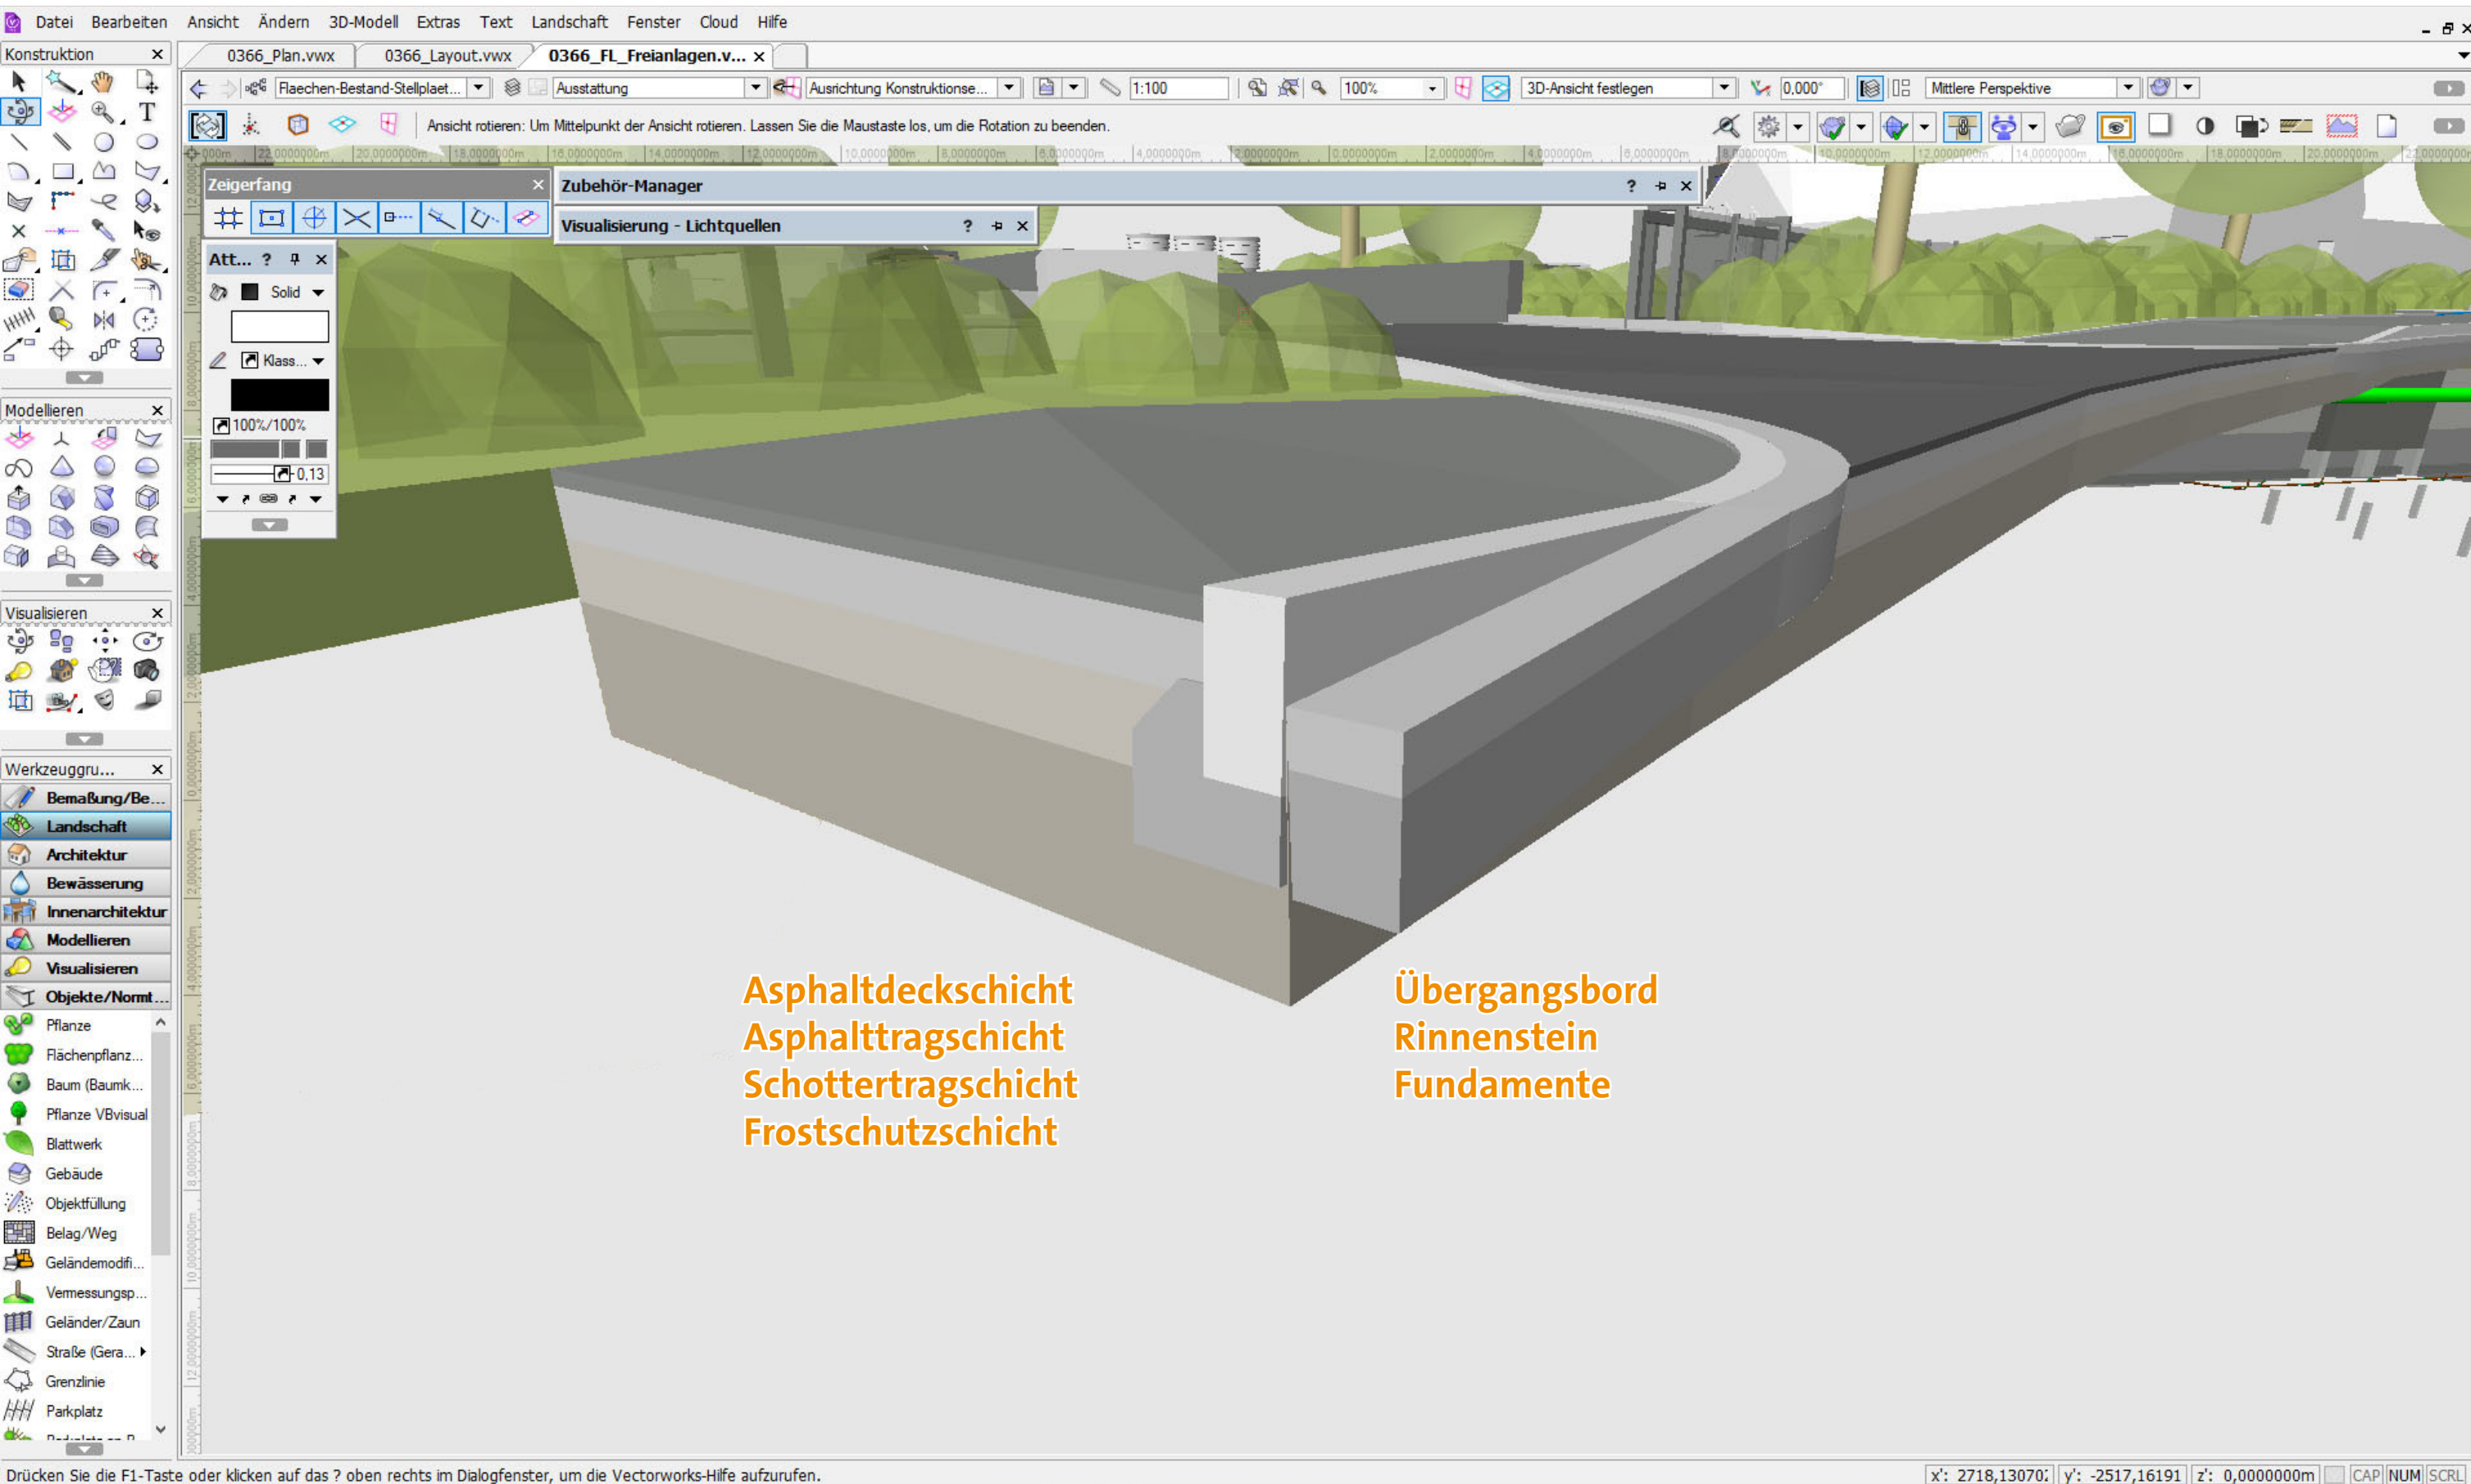 Datei Bearbeiten Ansicht Ändern 3D-Modell Extras Text Landschaft Fenster Cloud Hilfe
Konstruktion
0366_Plan.vwx 0366_Layout.vwx 0366_FL_Freianlagen.v...
Flaechen-Bestand-Stellplaet... Ausstattung Ausrichtung Konstruktionse... 1:100 100% 3D-Ansicht festlegen 0,000° Mittlere Perspektive
Ansicht rotieren: Um Mittelpunkt der Ansicht rotieren. Lassen Sie die Maustaste los, um die Rotation zu beenden.
Zeigerfang
Zubehör-Manager
Visualisierung - Lichtquellen
Att... ?
Solid
Klass...
100%/100%
0,13
Modellieren
Visualisieren
Werkzeuggru...
Bemaßung/Be...
Landschaft
Architektur
Bewässerung
Innenarchitektur
Modellieren
Visualisieren
Objekte/Normt...
Pflanze
Flächenpflanz...
Baum (Baumk...
Pflanze VBvisual
Blattwerk
Gebäude
Objektfüllung
Belag/Weg
Geländemodifi...
Vermessungsp...
Geländer/Zaun
Straße (Gera...
Grenzlinie
Parkplatz
Asphaltdeckschicht
Asphalttragschicht
Schottertragschicht
Frostschutzschicht
Übergangsbord
Rinnenstein
Fundamente
Drücken Sie die F1-Taste oder klicken auf das ? oben rechts im Dialogfenster, um die Vectorworks-Hilfe aufzurufen.
x': 2718,13070 y': -2517,16191 z': 0,0000000m CAP NUM SCRL